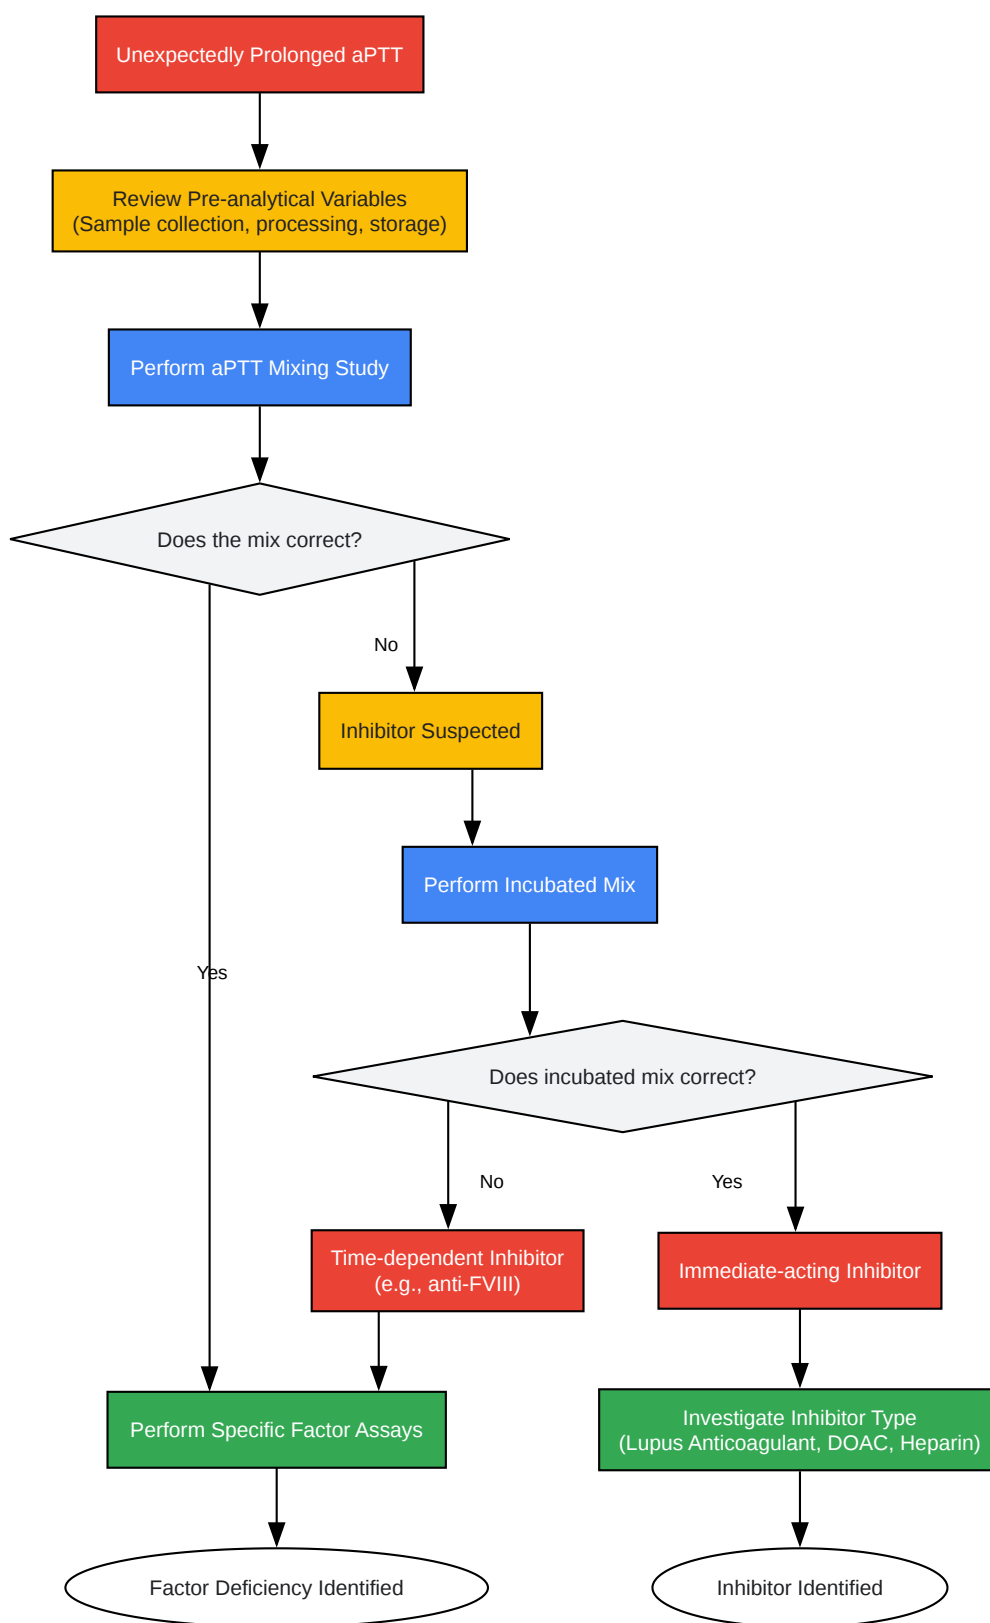 Unexpectedly Prolonged aPTT
Review Pre-analytical Variables
(Sample collection, processing, storage)
Perform aPTT Mixing Study
Does the mix correct?
No
Inhibitor Suspected
Perform Incubated Mix
Yes
Does incubated mix correct?
No
Yes
Time-dependent Inhibitor
(e.g., anti-FVIII)
Immediate-acting Inhibitor
Perform Specific Factor Assays
Investigate Inhibitor Type
(Lupus Anticoagulant, DOAC, Heparin)
Factor Deficiency Identified
Inhibitor Identified